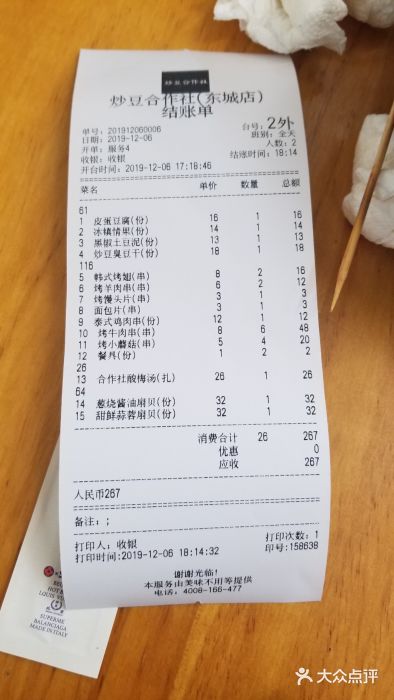 炒豆合作社
炒豆合作社(东城店)
结账单
单号: 201912060006
台号: 2外
日期: 2019-12-06
班别: 全天
开单: 服务4
人数: 2
收银: 收银
结账时间: 18:14
开台时间: 2019-12-06 17:18:46
菜名 单价 数量 总额
61
1 皮蛋豆腐(份) 16 1 16
2 冰镇情果(份) 14 1 14
3 黑椒土豆泥(份) 13 1 13
4 炒豆臭豆干(份) 18 1 18
116
5 韩式烤翅(串) 8 2 16
6 烤羊肉串(串) 6 2 12
7 烤馒头片(串) 3 1 3
8 面包片(串) 3 1 3
9 泰式鸡肉串(份) 12 1 12
10 烤牛肉串(串) 8 6 48
11 烤小蘑菇(串) 5 4 20
12 餐具(份) 1 2 2
26
13 合作社酸梅汤(扎) 26 1 26
64
14 葱烧酱油扇贝(份) 32 1 32
15 甜鲜蒜蓉扇贝(份) 32 1 32
消费合计 26 267
优惠 0
应收 267
人民币267
备注: ;
打印人: 收银
打印次数: 1
打印时间: 2019-12-06 18:14:32
印号: 158638
谢谢光临!
本服务由美味不用等提供
电话: 4008-166-477
SUPERME
BALANCIAGA
MADE IN ITALY
大众点评